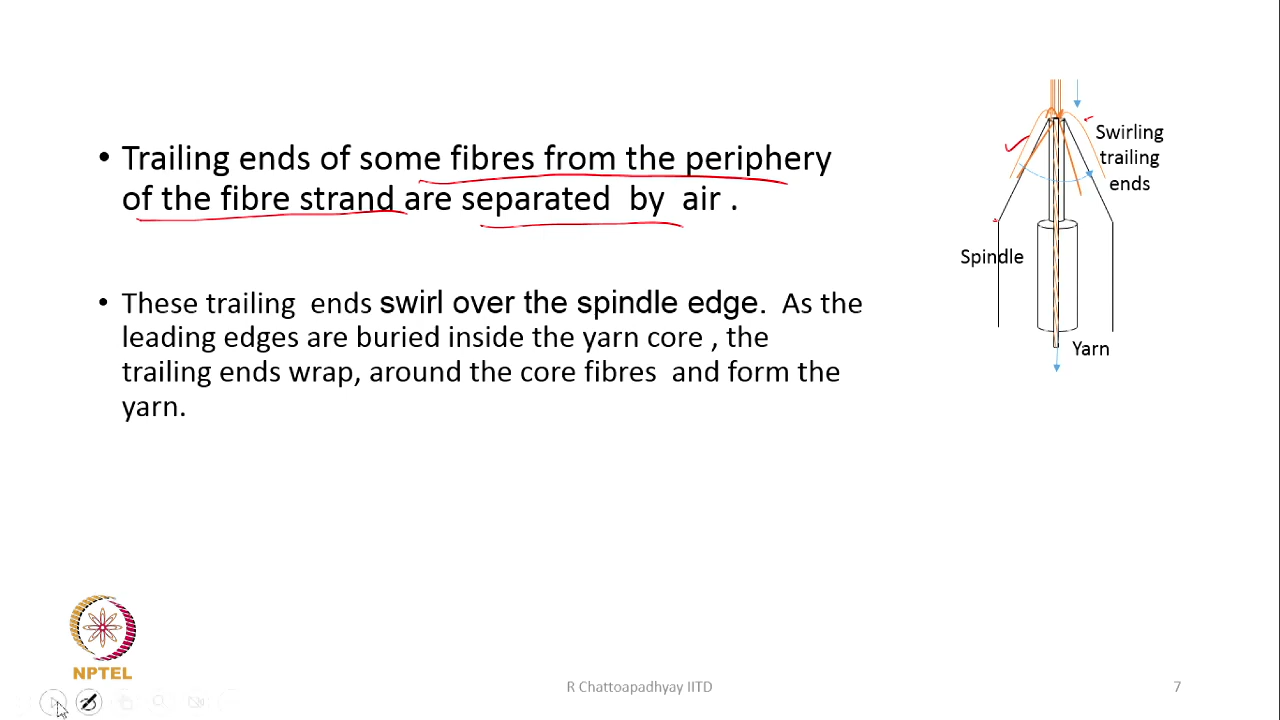 • Trailing ends of some fibres from the periphery
of the fibre strand are separated by air .
• These trailing ends swirl over the spindle edge. As the
leading edges are buried inside the yarn core , the
trailing ends wrap, around the core fibres and form the
yarn.
Swirling
trailing
ends
Spindle
Yarn
NPTEL
R Chattoapadhyay IITD
7